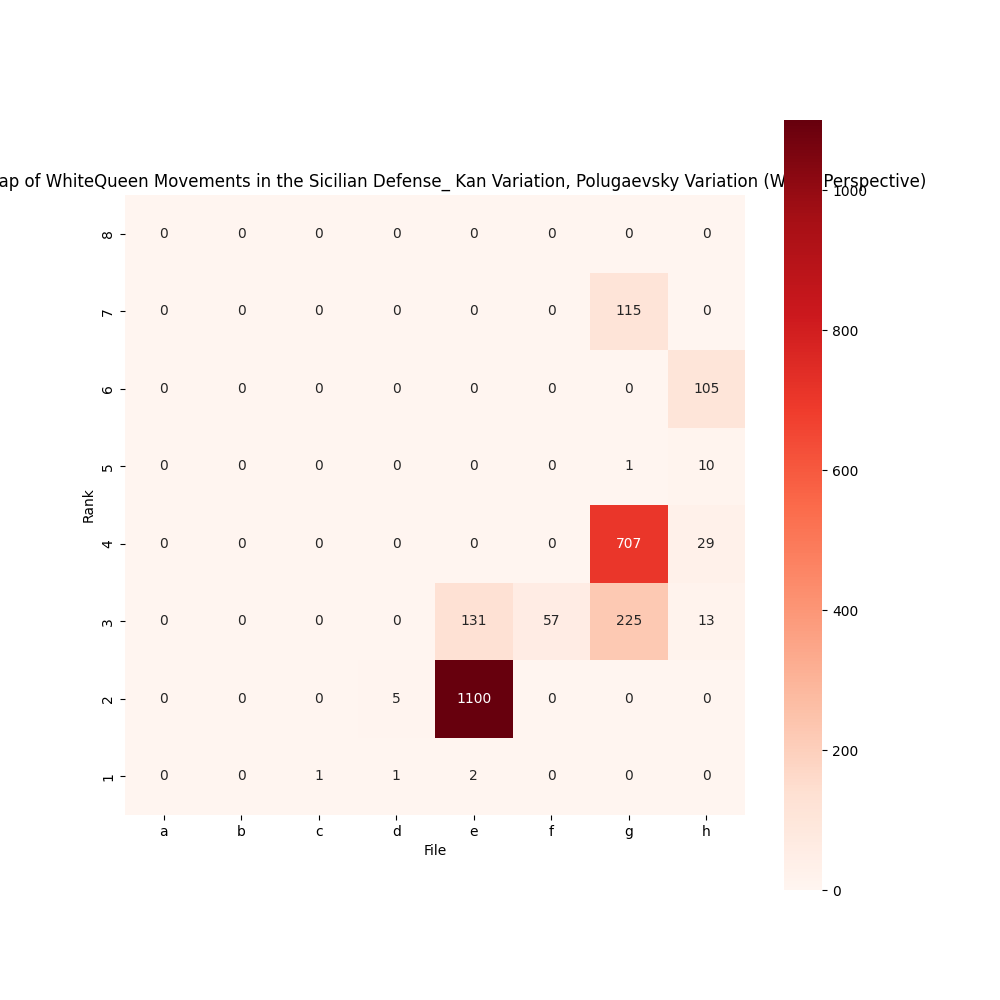 ap of WhiteQueen Movements in the Sicilian Defense_ Kan Variation, Polugaevsky Variation (W Perspective)
1000
8 0 0 0 0 0 0 0 0
7 0 0 0 0 0 0 115 0
800
6 0 0 0 0 0 0 0 105
5 0 0 0 0 0 0 1 10
600
Rank
4 0 0 0 0 0 0 707 29
400
3 0 0 0 0 131 57 225 13
2 0 0 0 5 1100 0 0 0
200
1 0 0 1 1 2 0 0 0
a b c d e f g h
File
0